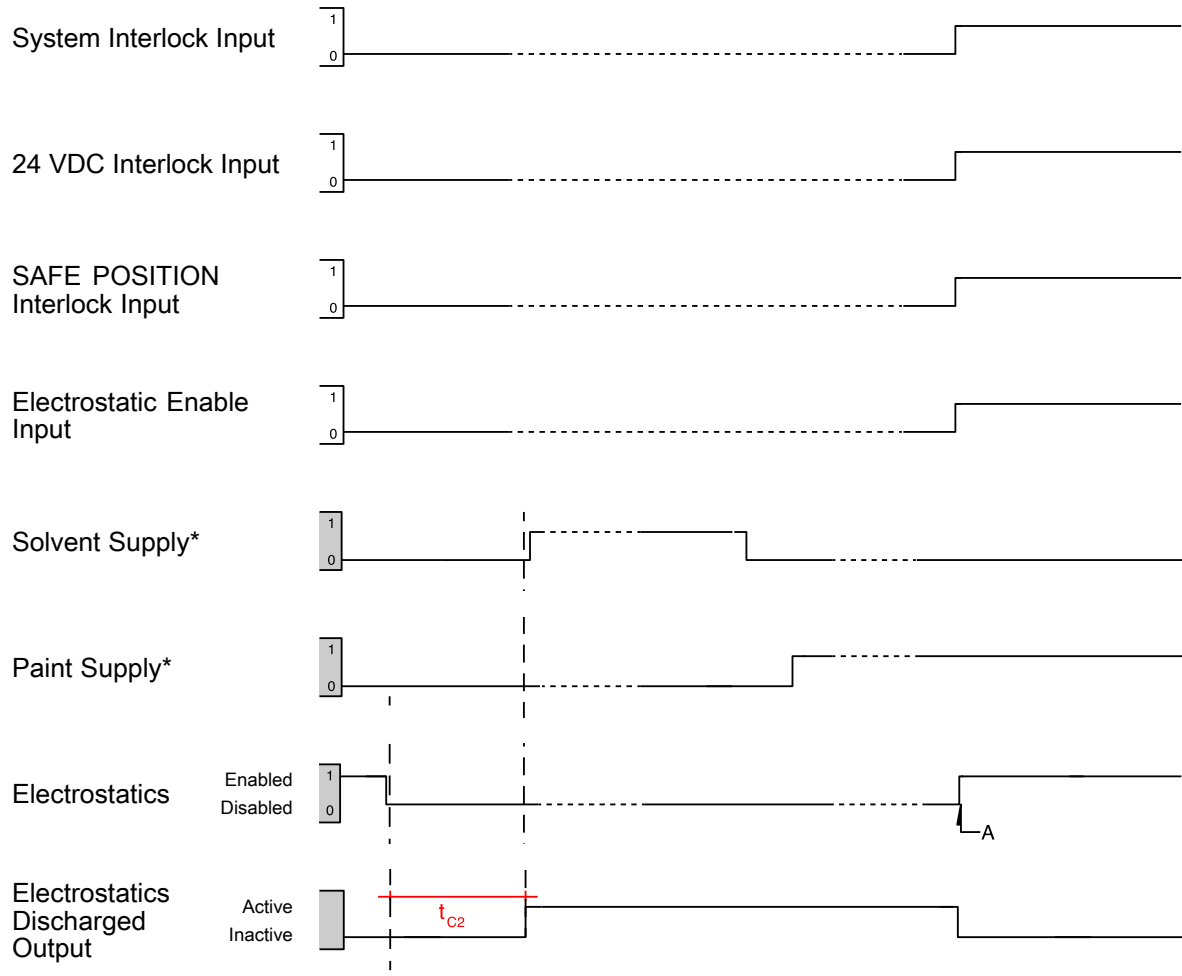 System Interlock Input
1
0
24 VDC Interlock Input
1
0
SAFE POSITION
Interlock Input
1
0
Electrostatic Enable
Input
1
0
Solvent Supply*
1
0
Paint Supply*
1
0
Electrostatics
Enabled
Disabled
1
0
A
Electrostatics
Discharged
Output
Active
Inactive
tC2